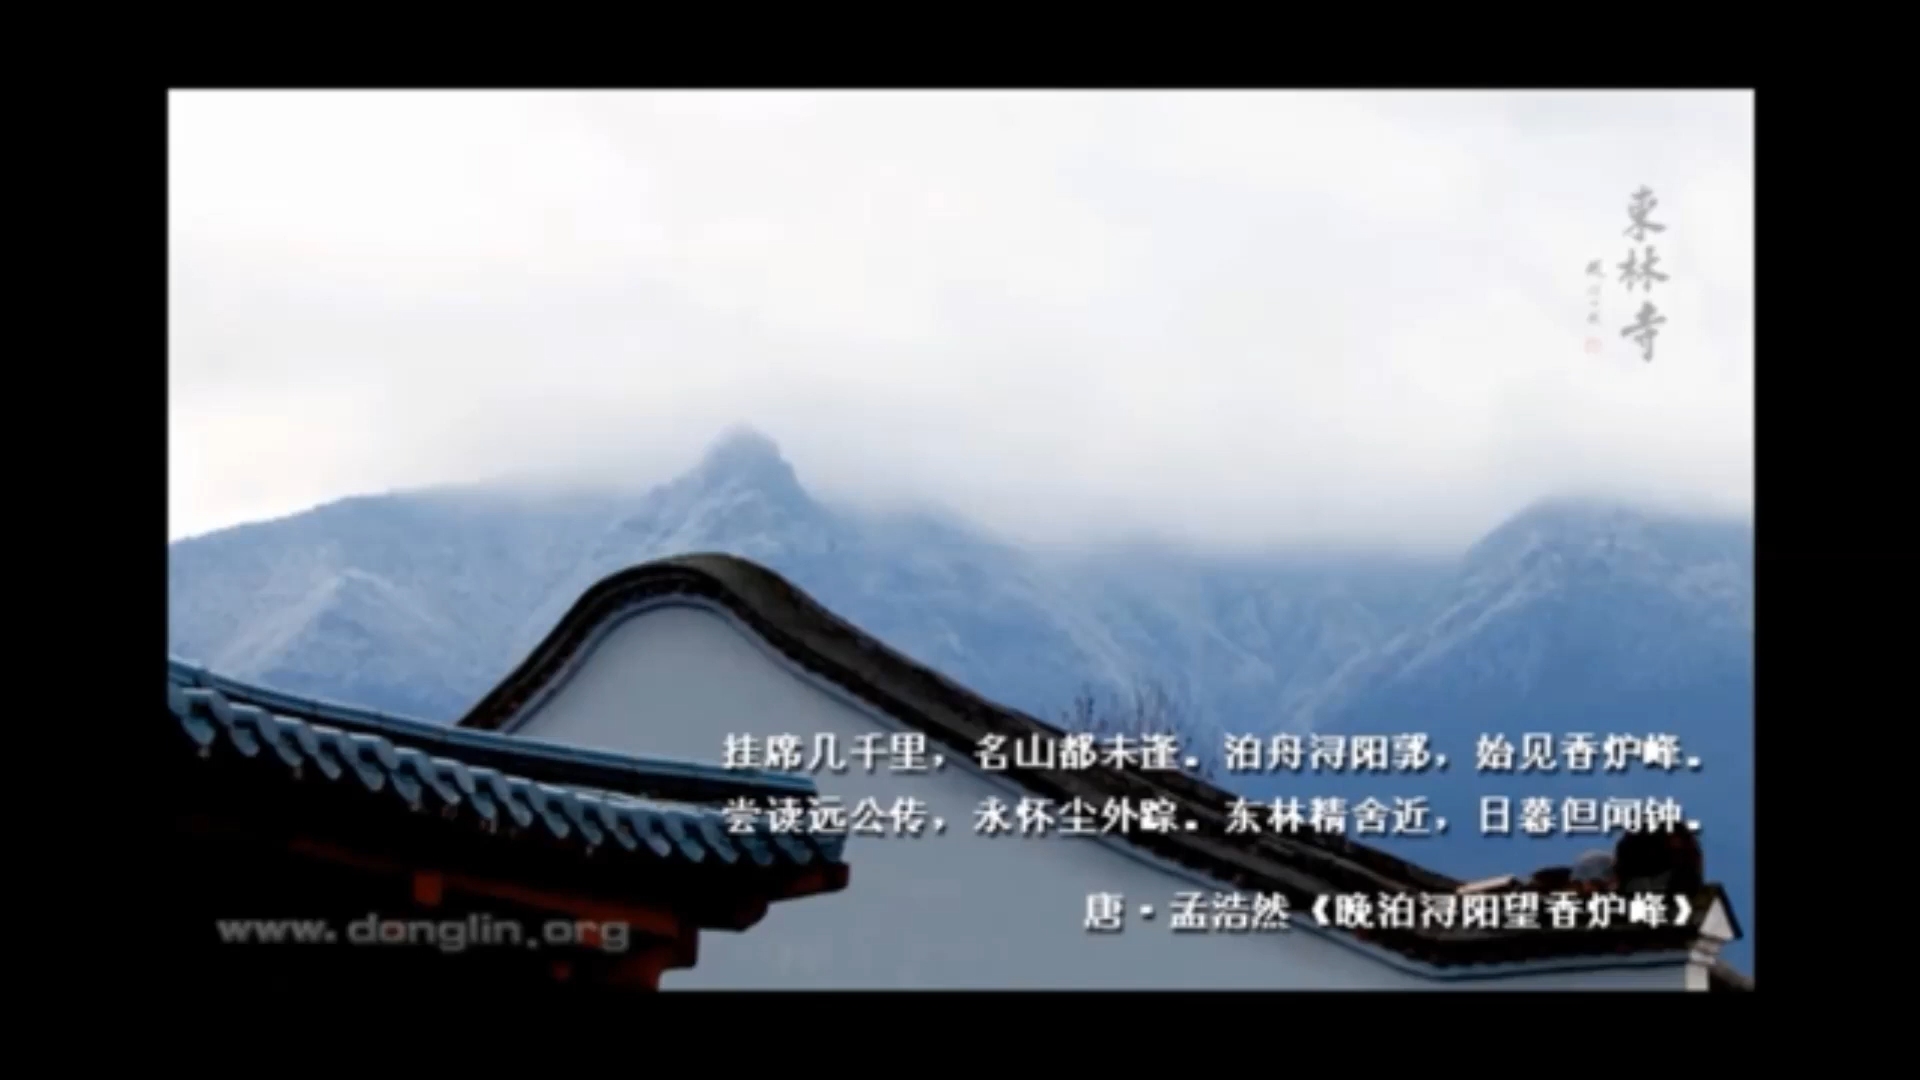 東林寺
挂席几千里，名山都未逢。泊舟浔阳郭，始见香炉峰。
尝读远公传，永怀尘外踪。东林精舍近，日暮但闻钟。
唐·孟浩然《晚泊浔阳望香炉峰》
www.donglin.org